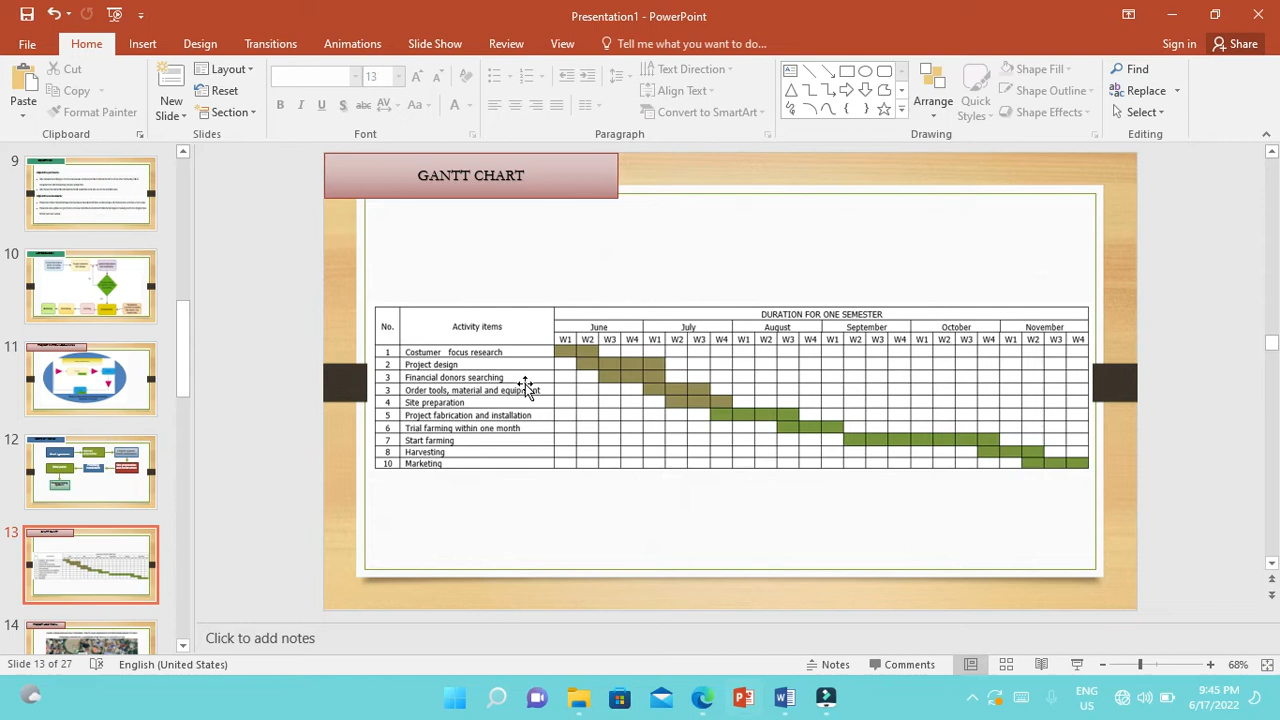 Presentation1 - PowerPoint
File Home Insert Design Transitions Animations Slide Show Review View Tell me what you want to do... Sign in Share
Paste
Cut
Copy
Format Painter
Clipboard
New Slide
Layout
Reset
Section
Slides
13
Font
Text Direction
Align Text
Convert to SmartArt
Paragraph
Arrange
Quick Styles
Shape Fill
Shape Outline
Shape Effects
Drawing
Find
Replace
Select
Editing
9
10
11
12
13
14
GANTT CHART
No. Activity items DURATION FOR ONE SEMESTER
June July August September October November
W1 W2 W3 W4 W1 W2 W3 W4 W1 W2 W3 W4 W1 W2 W3 W4 W1 W2 W3 W4 W1 W2 W3 W4
1 Costumer focus research
2 Project design
3 Financial donors searching
3 Order tools, material and equipment
4 Site preparation
5 Project fabrication and installation
6 Trial farming within one month
7 Start farming
8 Harvesting
10 Marketing
Click to add notes
Slide 13 of 27 English (United States) Notes Comments 68%
ENG 9:45 PM
UC 6/17/2022